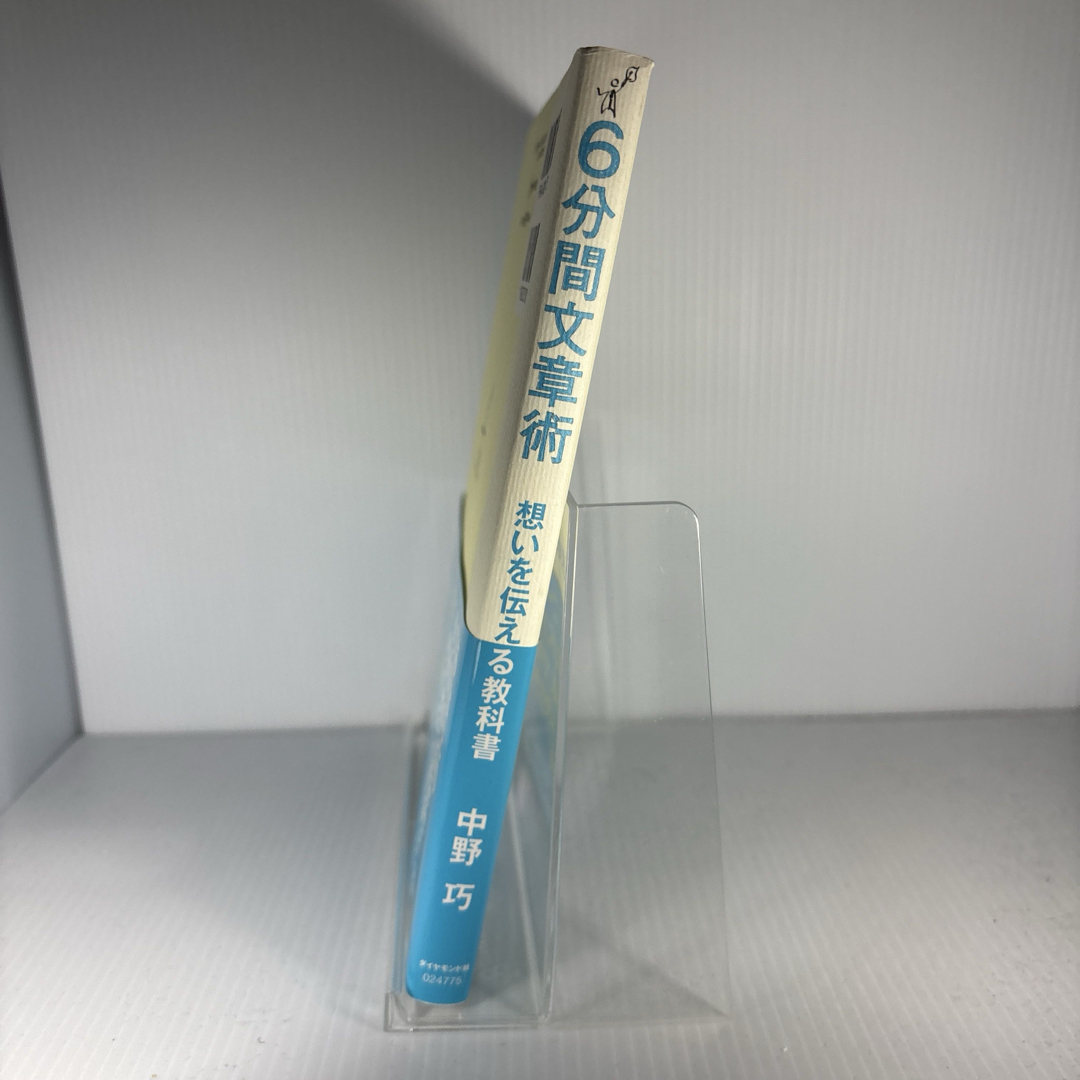 6分間文章術
想いを伝える教科書
中野 巧
ダイヤモンド社
024775